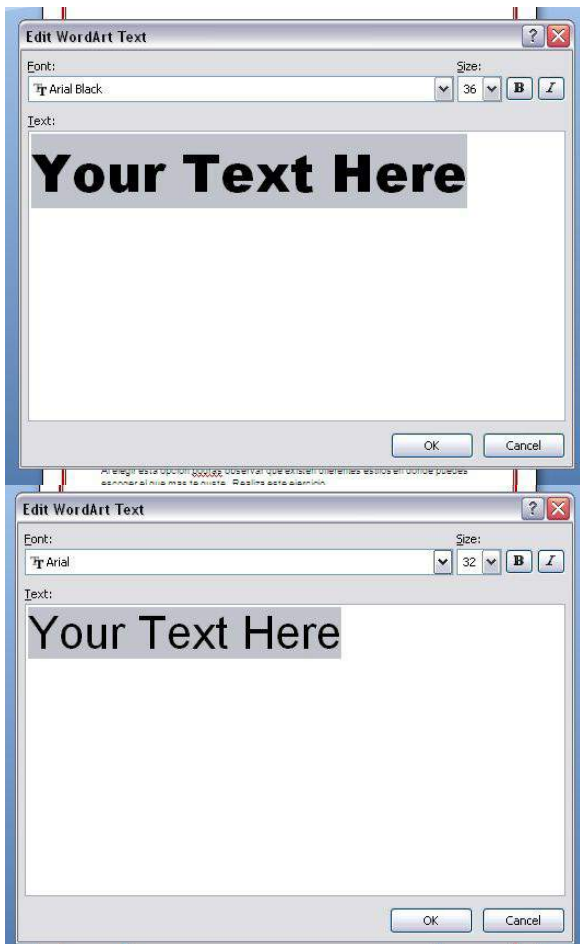 Edit WordArt Text
Font:
Size:
Arial Black
36
B
I
Text:
Your Text Here
OK
Cancel
Al elegir esta opción podrás observar que existen diferentes estilos en donde puedes
escoger el que mas te guste. Realiza este ejercicio
Edit WordArt Text
Font:
Size:
Arial
32
B
I
Text:
Your Text Here
OK
Cancel